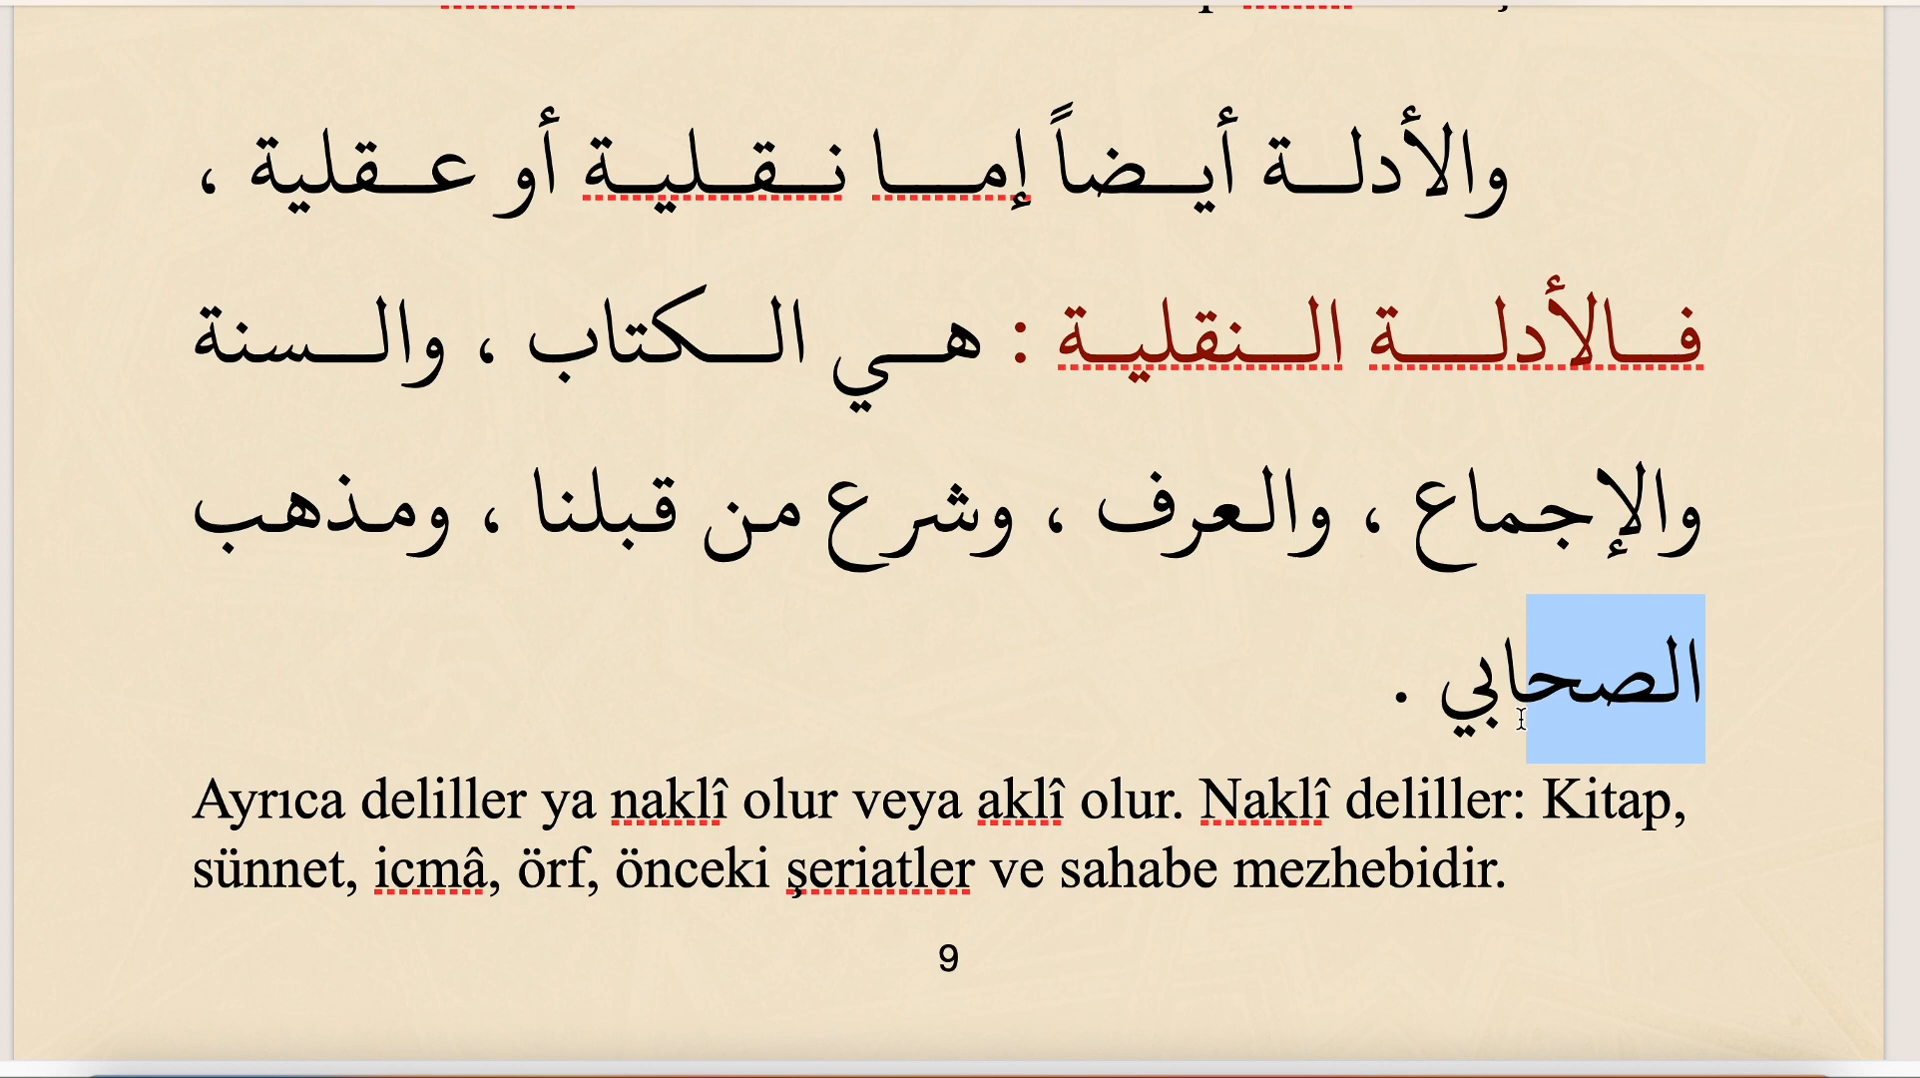 والأدلة أيضاً إما نقلية أو عقلية ،
فالأدلة النقلية : هي الكتاب ، والسنة
والإجماع ، والعرف ، وشرع من قبلنا ، ومذهب
الصحابي .
Ayrıca deliller ya naklî olur veya aklî olur. Naklî deliller: Kitap,
sünnet, icmâ, örf, önceki şeriatler ve sahabe mezhebidir.
9